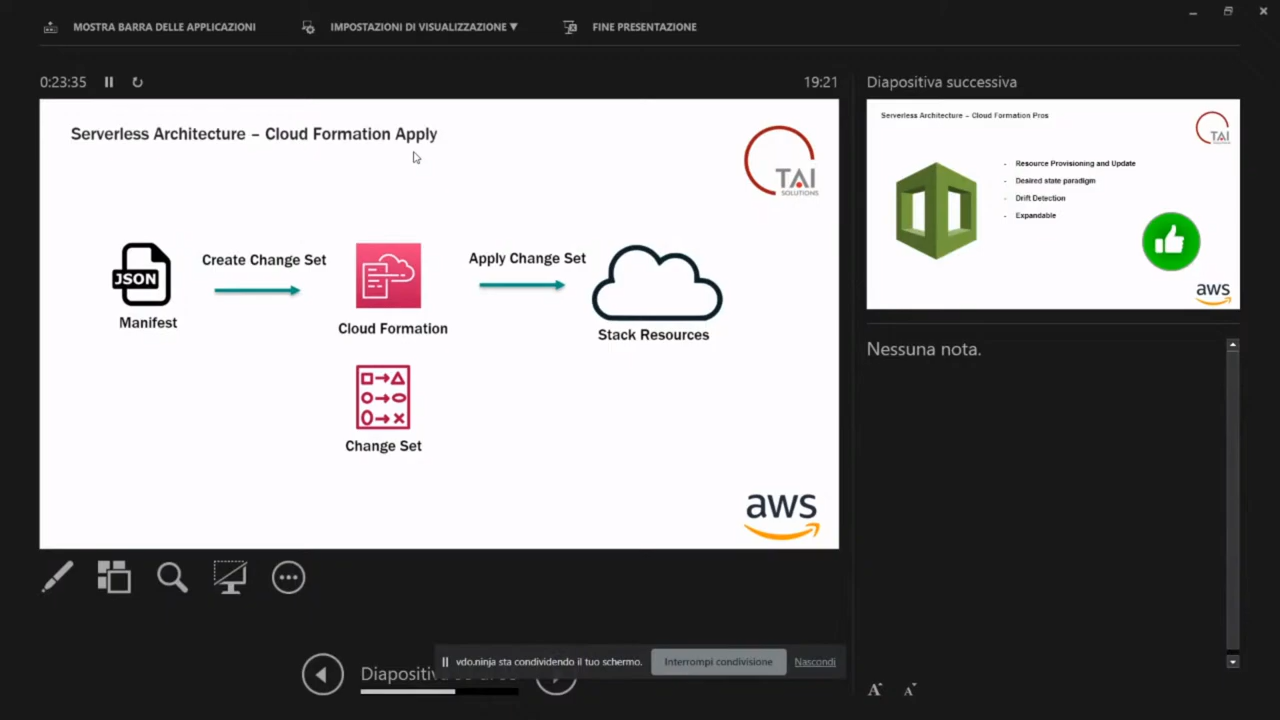 MOSTRA BARRA DELLE APPLICAZIONI
IMPOSTAZIONI DI VISUALIZZAZIONE ▼
FINE PRESENTAZIONE
0:23:35
19:21
Serverless Architecture – Cloud Formation Apply
TAI
SOLUTIONS
JSON
Manifest
Create Change Set
Cloud Formation
Apply Change Set
Stack Resources
Change Set
aws
Diapositiva successiva
Serverless Architecture – Cloud Formation Pros
TAI
SOLUTIONS
- Resource Provisioning and Update
- Desired state paradigm
- Drift Detection
- Expandable
aws
Nessuna nota.
vdo.ninja sta condividendo il tuo schermo.
Interrompi condivisione
Nascondi
A
A